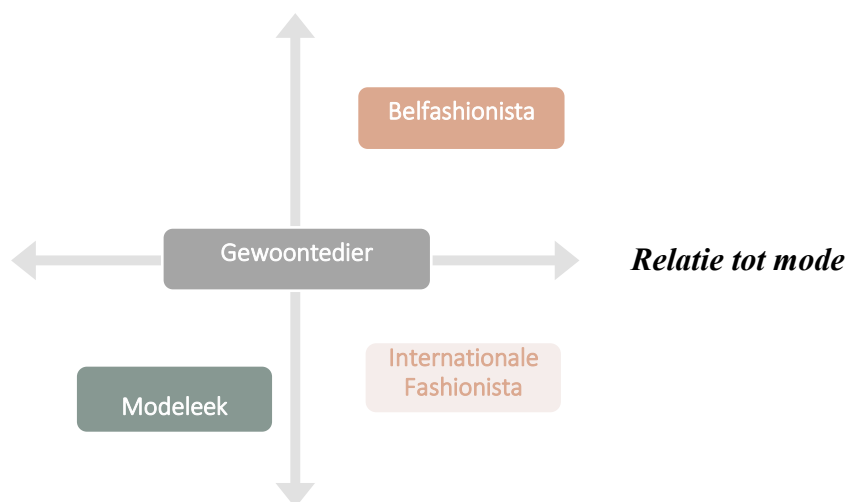 Belfashionista
Gewoontedier
Relatie tot mode
Internationale
Fashionista
Modeleek